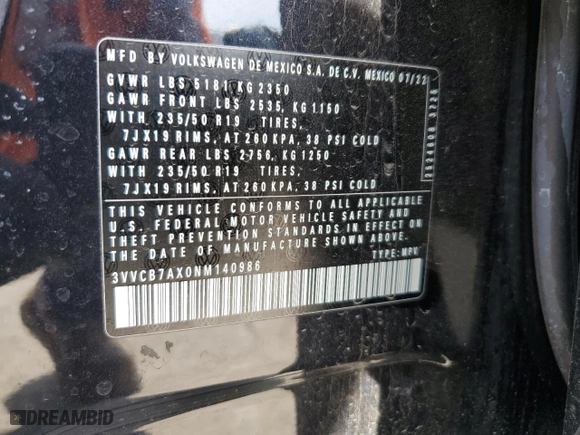 MFD BY VOLKSWAGEN DE MEXICO S.A. DE C.V. MEXICO 07/22
GVWR LBS 5181 KG 2350
GAWR FRONT LBS 2535, KG 1150
WITH 235/50 R19 TIRES,
7JX19 RIMS, AT 260 KPA, 38 PSI COLD
GAWR REAR LBS 2756, KG 1250
WITH 235/50 R19 TIRES,
7JX19 RIMS, AT 260 KPA, 38 PSI COLD
THIS VEHICLE CONFORMS TO ALL APPLICABLE
U.S. FEDERAL MOTOR VEHICLE SAFETY AND
THEFT PREVENTION STANDARDS IN EFFECT ON
THE DATE OF MANUFACTURE SHOWN ABOVE.
3VVCB7AX0NM140986
TYPE: MPV
DREAMBID